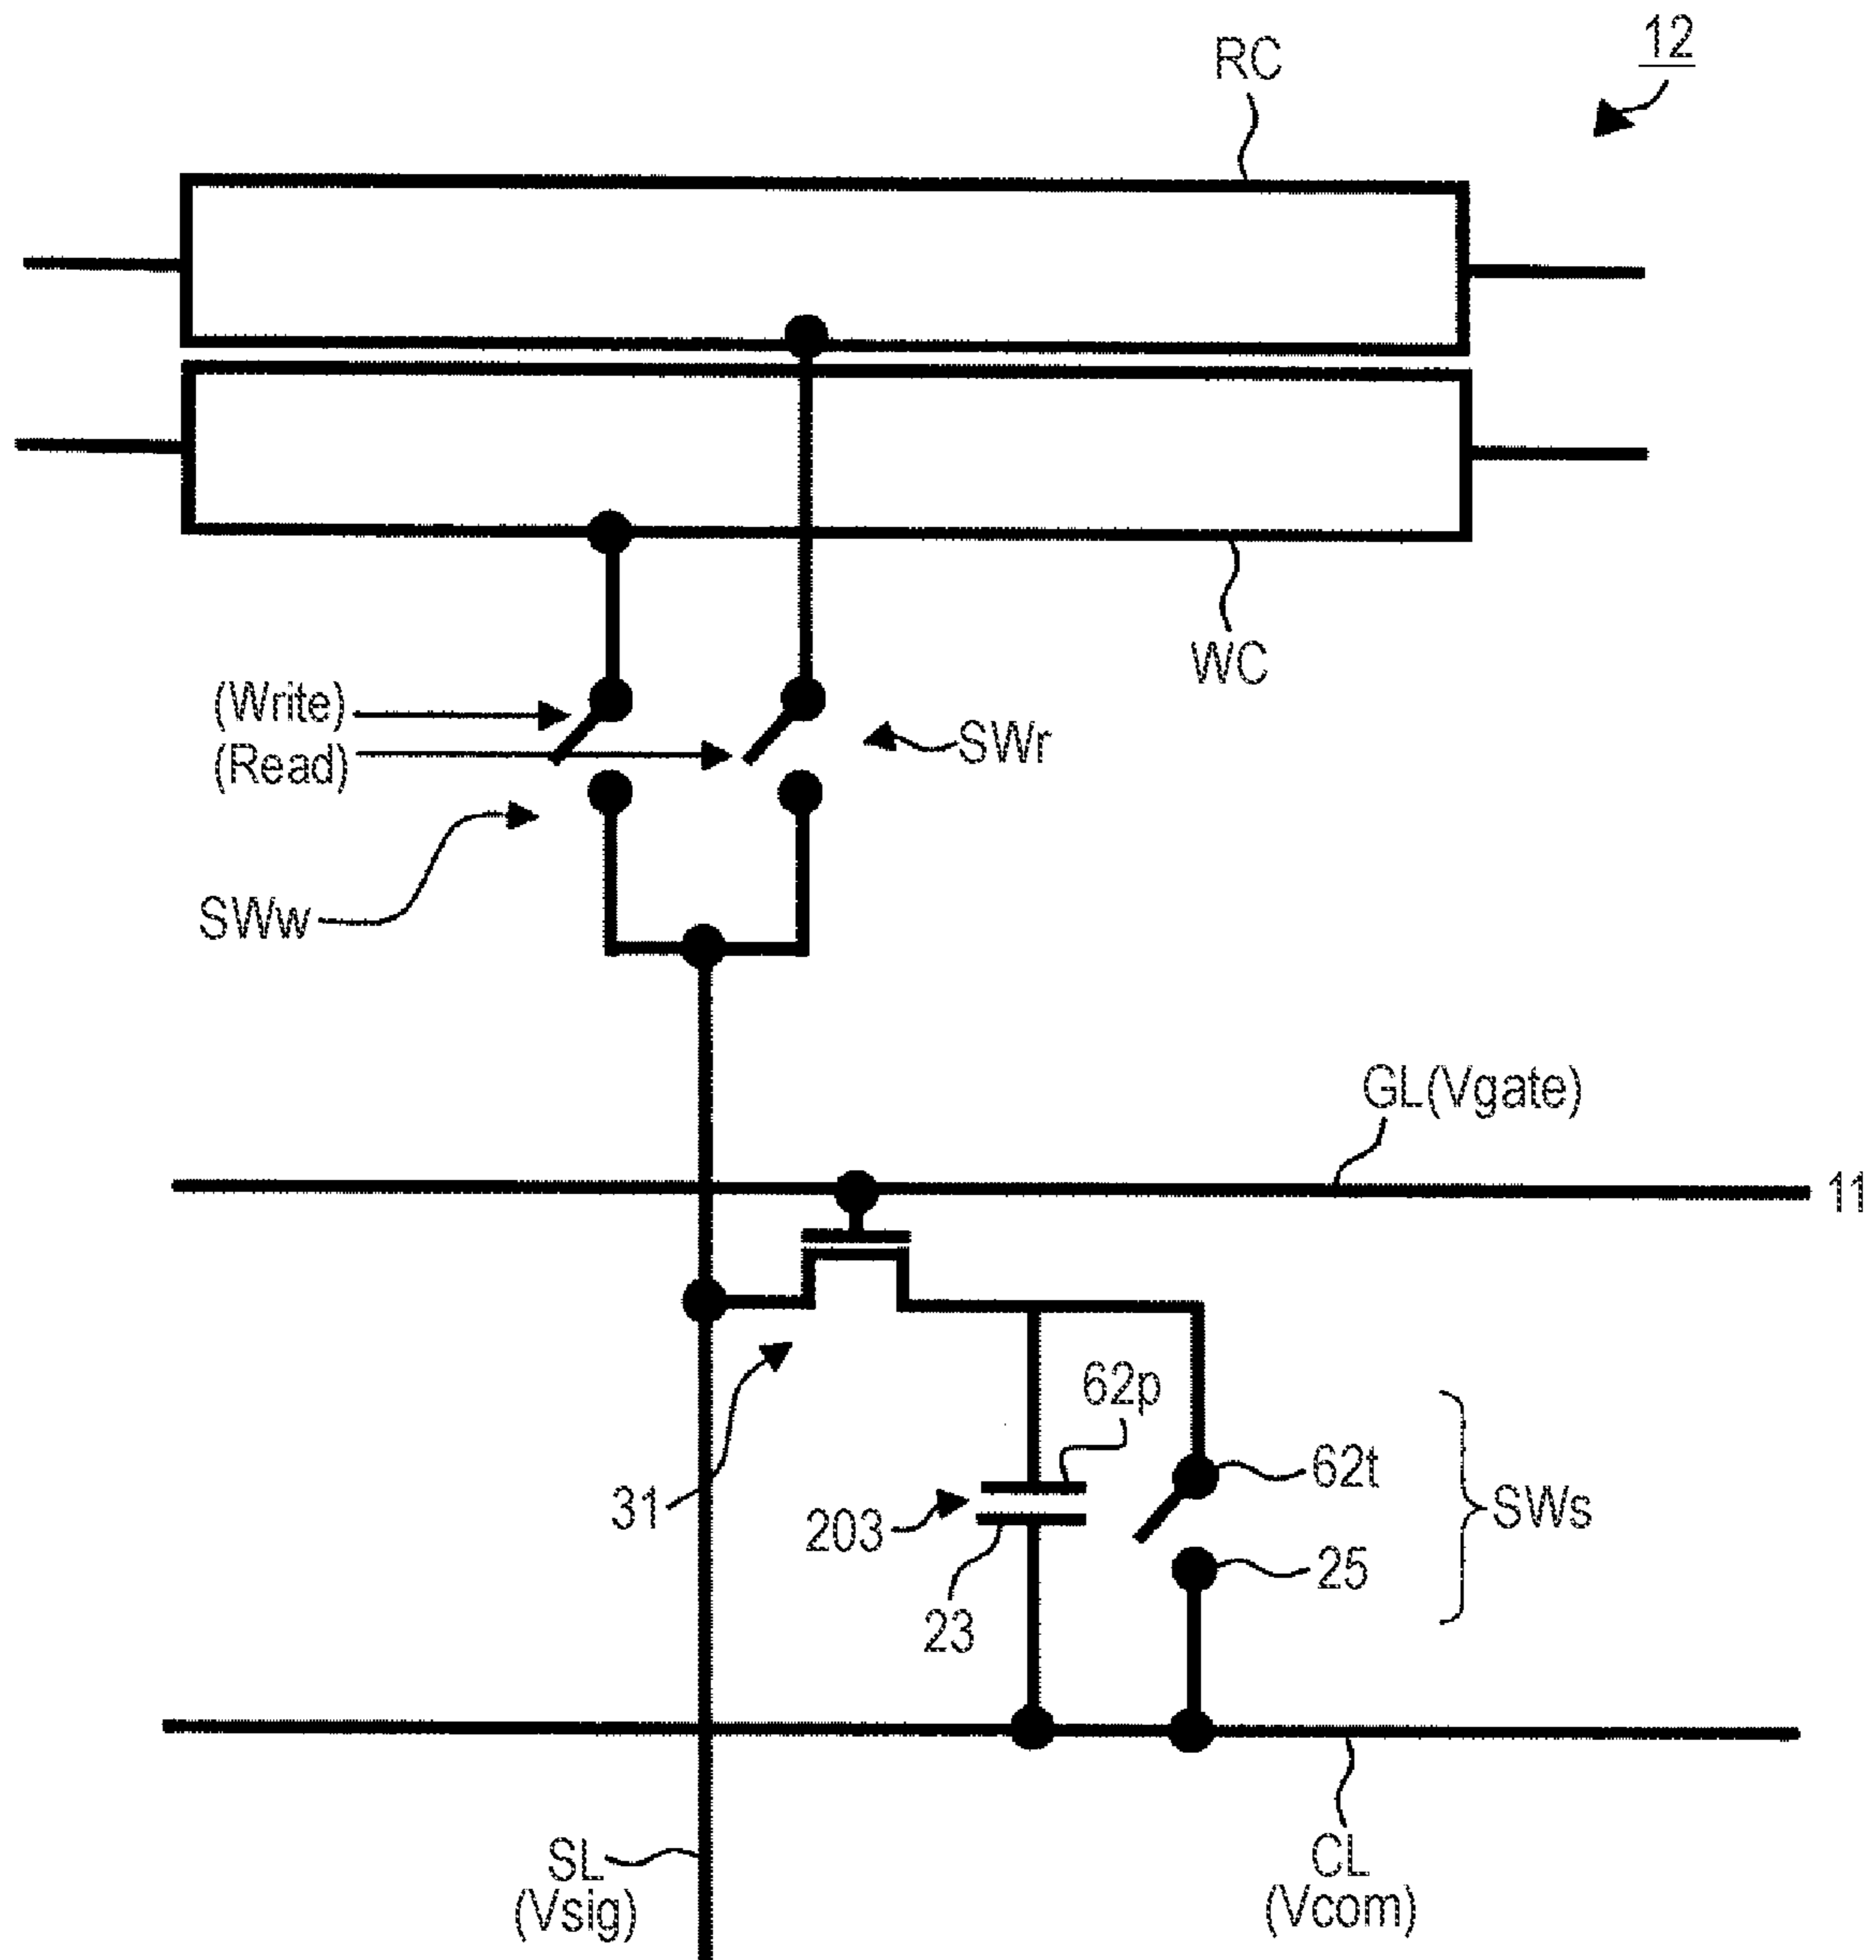 12
RC
WC
(Write)
(Read)
SWr
SWw
GL(Vgate)
11
62p
62t
31
203
SWs
25
23
SL
(Vsig)
CL
(Vcom)